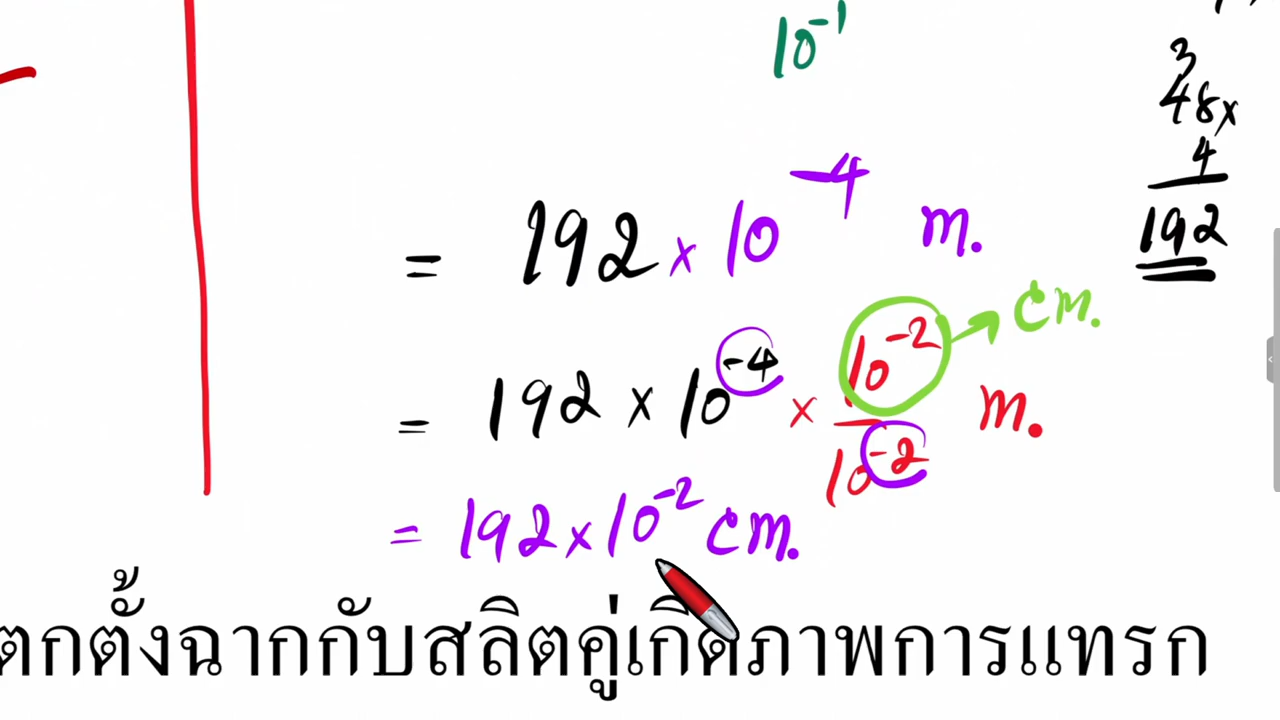 10⁻¹
3
48x
4
192
= 192 × 10⁻⁴ m.
= 192 × 10⁻⁴ × 10⁻²/10⁻² m. → cm.
= 192 × 10⁻² cm.
ตกตั้งฉากกับสลิตคู่เกิดภาพการแทรก